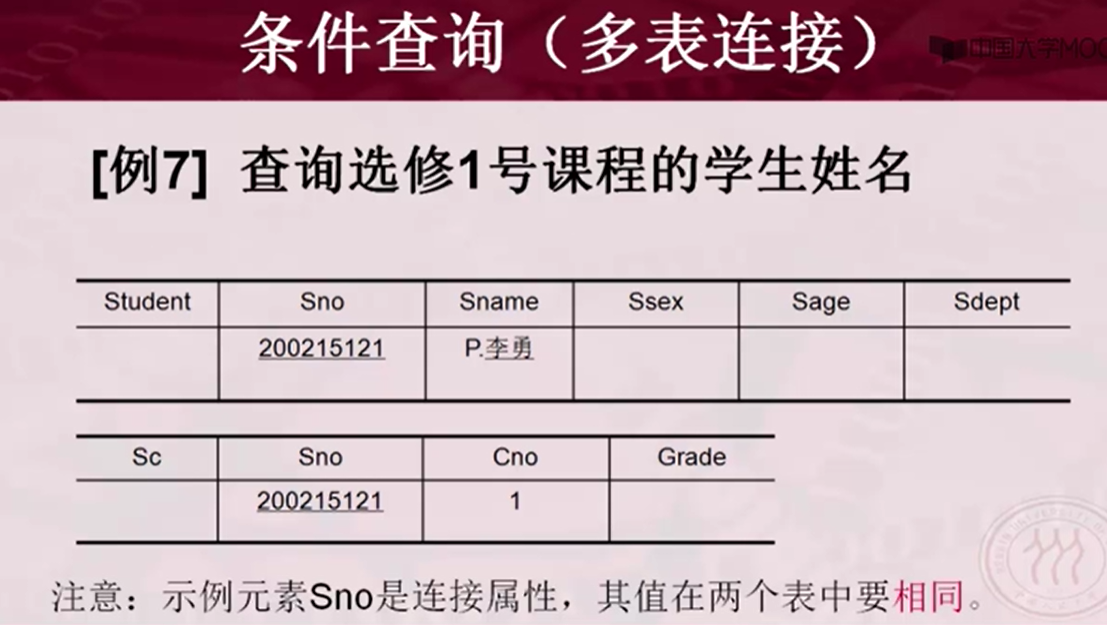 条件查询（多表连接）
中国大学MOO
[例7] 查询选修1号课程的学生姓名
Student Sno Sname Ssex Sage Sdept
200215121 P.李勇
Sc Sno Cno Grade
200215121 1
注意：示例元素Sno是连接属性，其值在两个表中要相同。